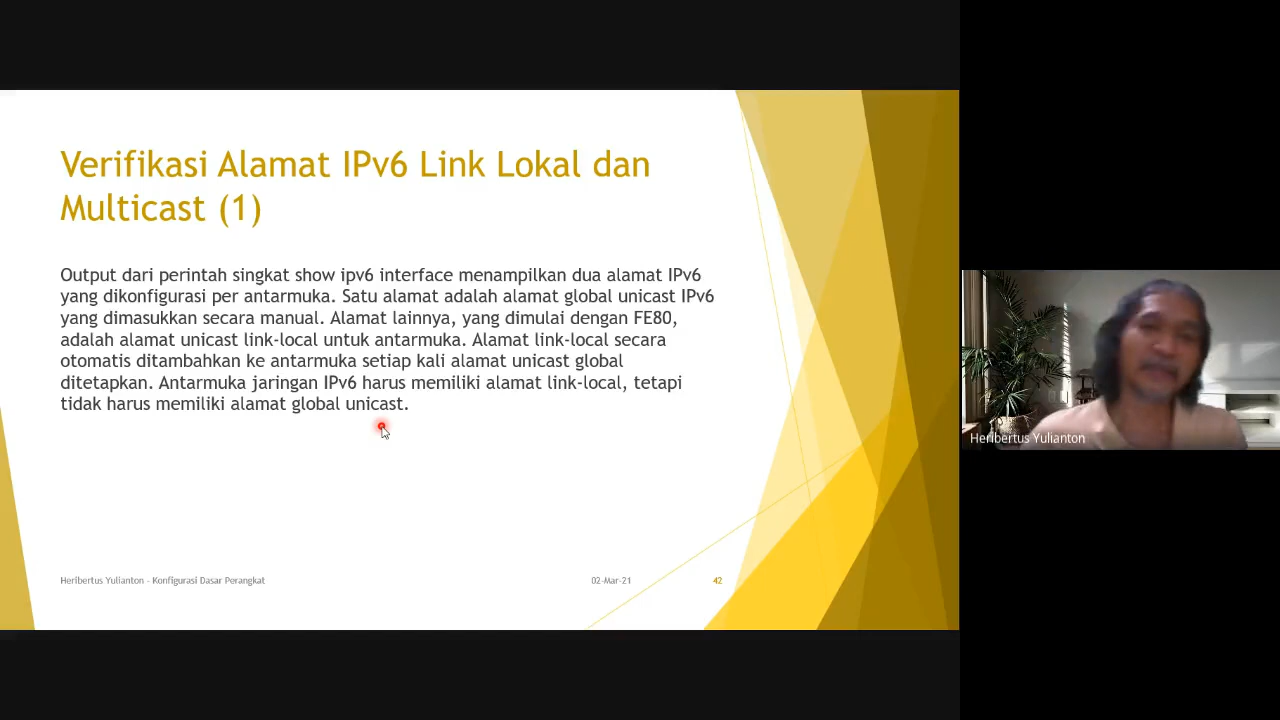 Verifikasi Alamat IPv6 Link Lokal dan
Multicast (1)
Output dari perintah singkat show ipv6 interface menampilkan dua alamat IPv6
yang dikonfigurasi per antarmuka. Satu alamat adalah alamat global unicast IPv6
yang dimasukkan secara manual. Alamat lainnya, yang dimulai dengan FE80,
adalah alamat unicast link-local untuk antarmuka. Alamat link-local secara
otomatis ditambahkan ke antarmuka setiap kali alamat unicast global
ditetapkan. Antarmuka jaringan IPv6 harus memiliki alamat link-local, tetapi
tidak harus memiliki alamat global unicast.
Heribertus Yulianton - Konfigurasi Dasar Perangkat
02-Mar-21
42
Heribertus Yulianton